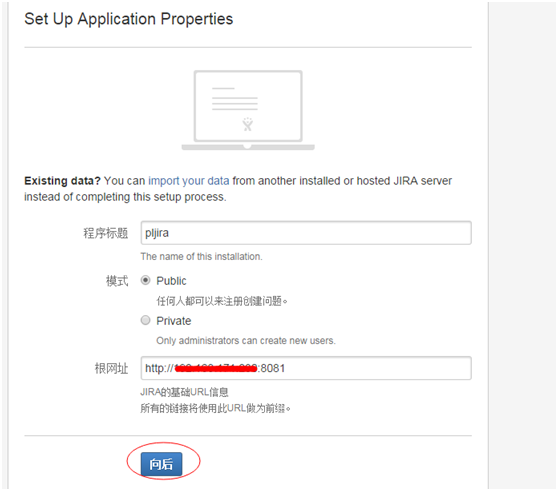 Set Up Application Properties
Existing data? You can import your data from another installed or hosted JIRA server
instead of completing this setup process.
程序标题 pljira
The name of this installation.
模式 Public
任何人都可以来注册创建问题。
Private
Only administrators can create new users.
根网址 http:// :8081
JIRA的基础URL信息
所有的链接将使用此URL做为前缀。
向后